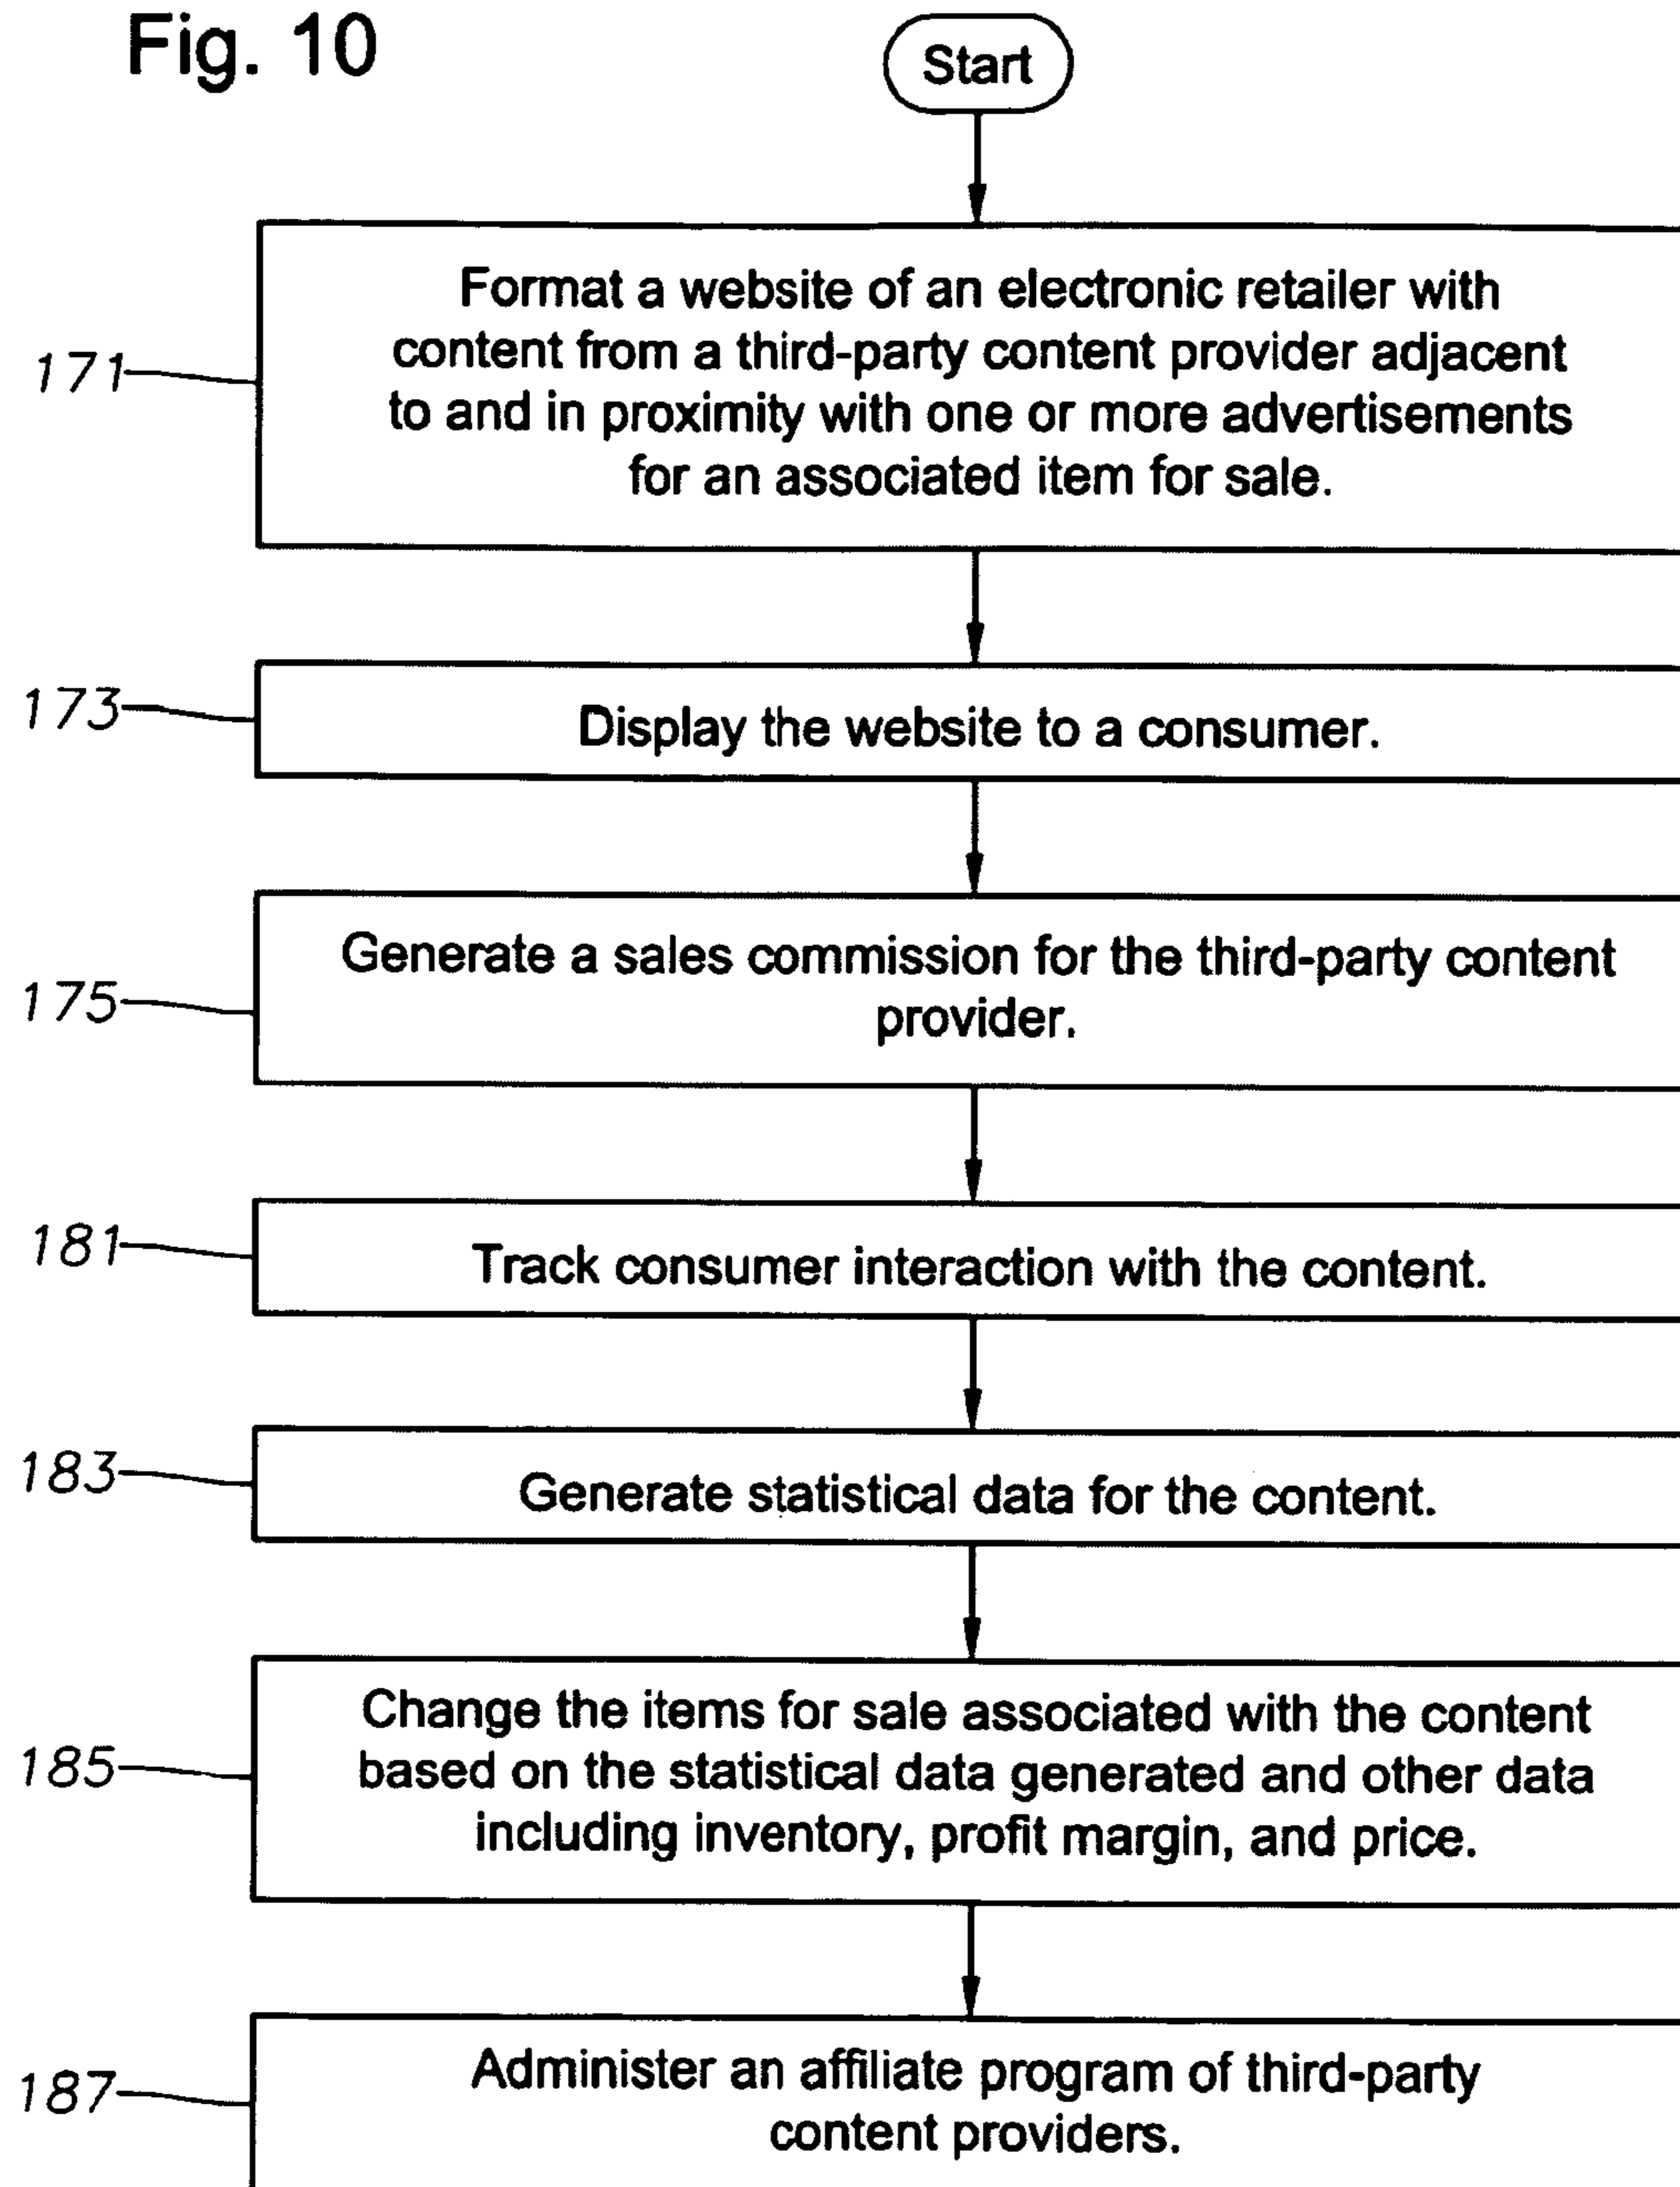 Fig. 10
Start
Format a website of an electronic retailer with
content from a third-party content provider adjacent
to and in proximity with one or more advertisements
for an associated item for sale.
171
Display the website to a consumer.
173
Generate a sales commission for the third-party content
provider.
175
Track consumer interaction with the content.
181
Generate statistical data for the content.
183
Change the items for sale associated with the content
based on the statistical data generated and other data
including inventory, profit margin, and price.
185
Administer an affiliate program of third-party
content providers.
187